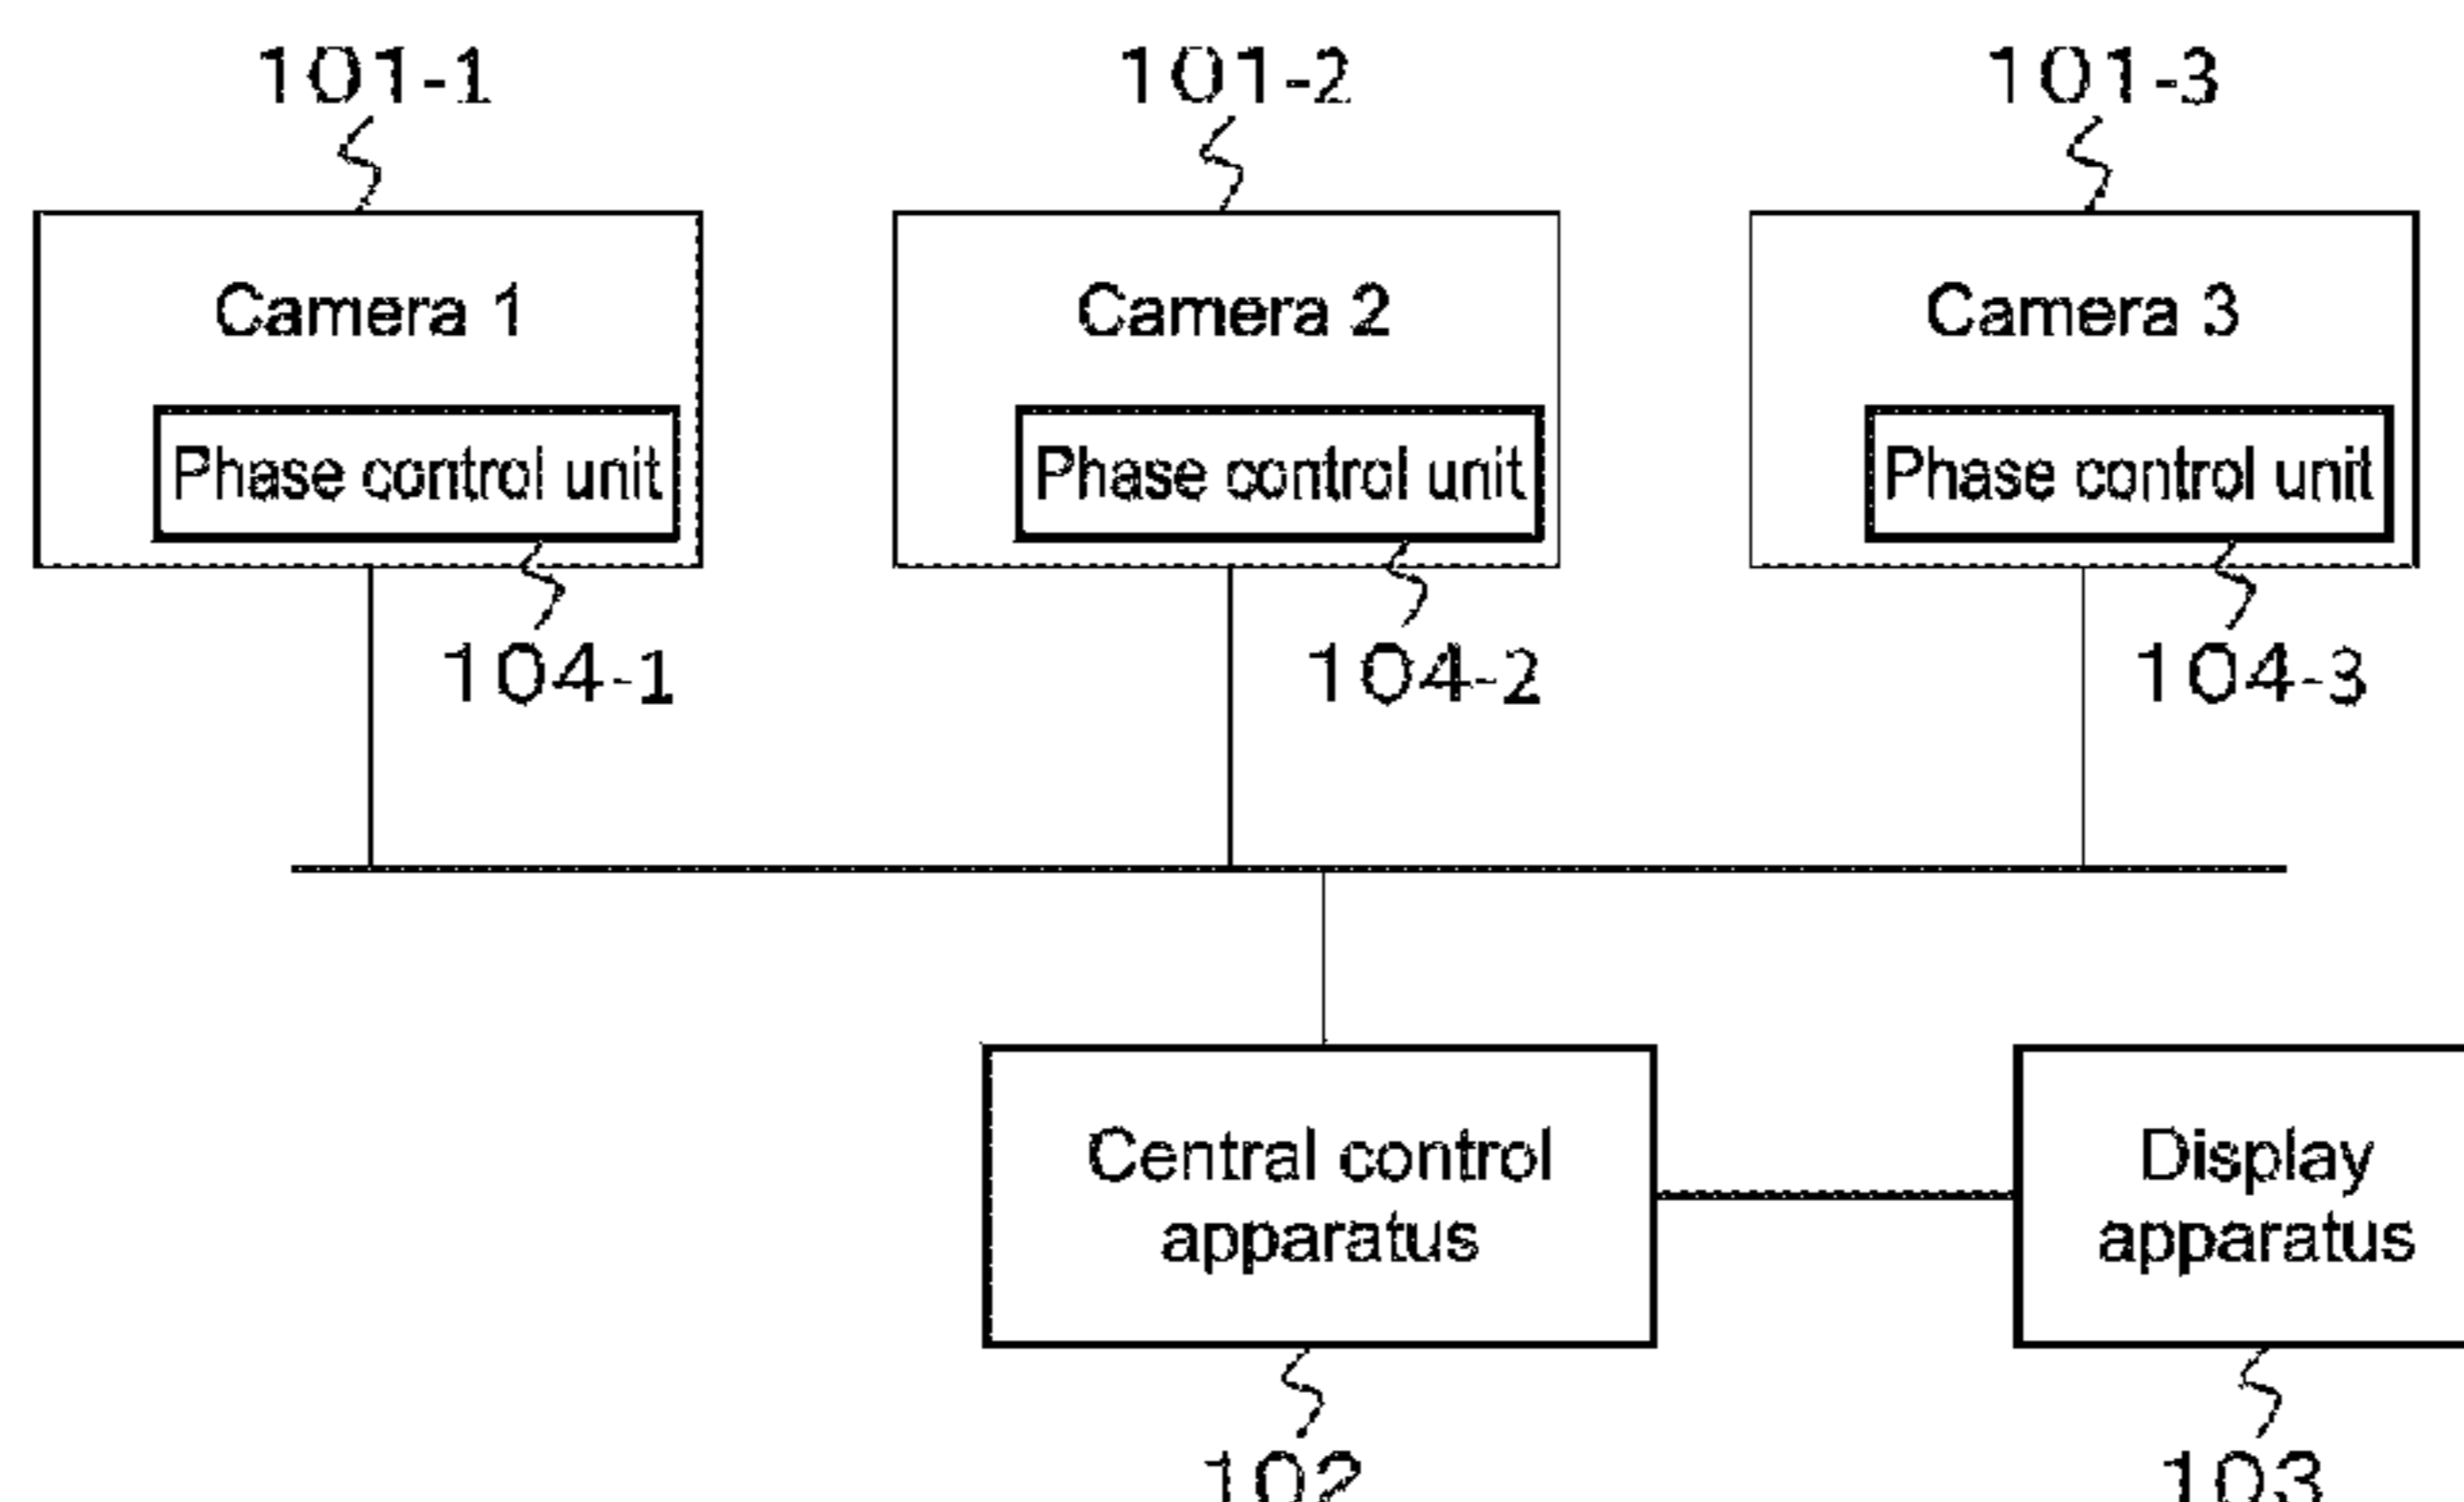 101-1 101-2 101-3
Camera 1 Camera 2 Camera 3
Phase control unit Phase control unit Phase control unit
104-1 104-2 104-3
Central control
apparatus
Display
apparatus
102 103